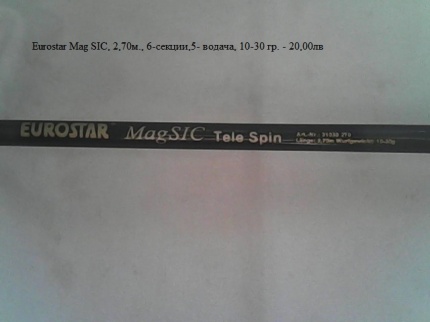 Eurostar Mag SIC, 2,70м., 6-секции,5- водача, 10-30 гр. - 20,00лв
EUROSTAR MagSIC Tele Spin